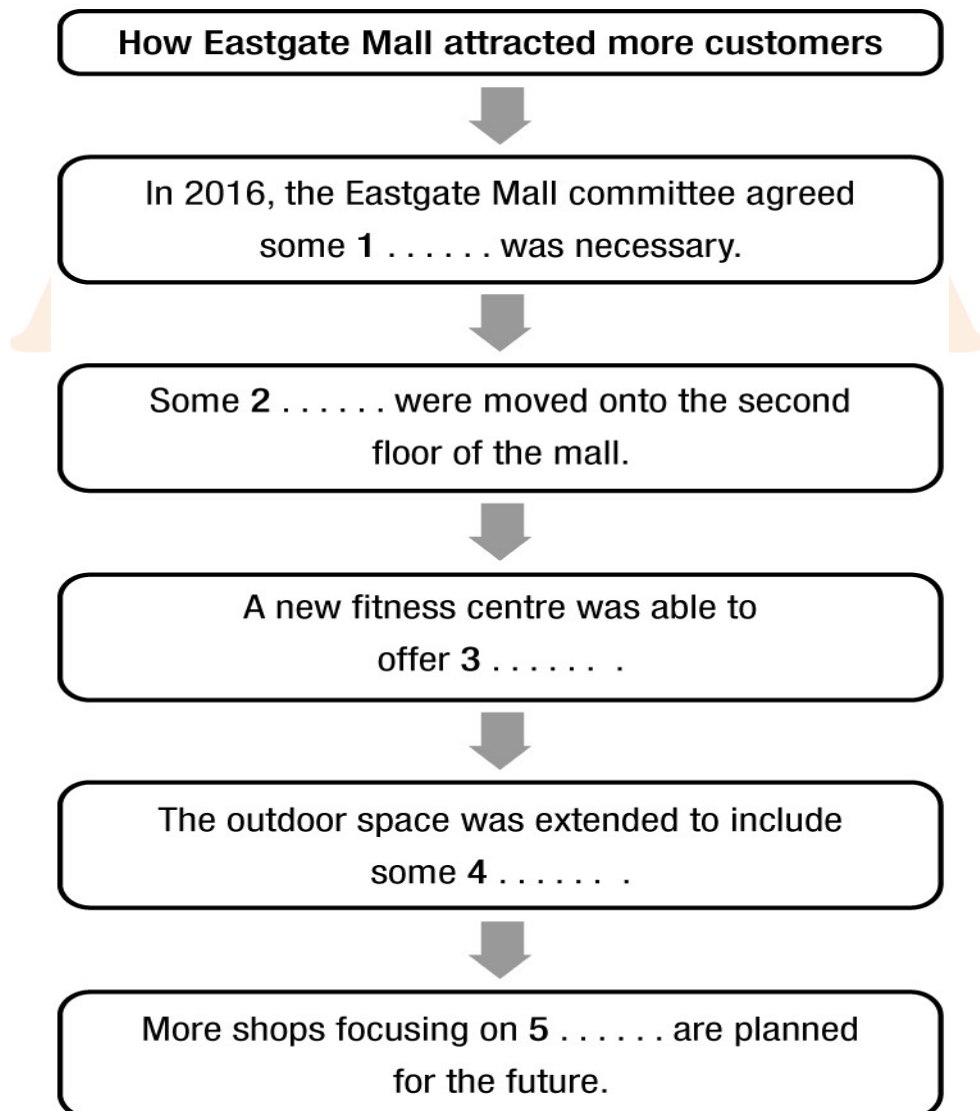 How Eastgate Mall attracted more customers
In 2016, the Eastgate Mall committee agreed
some 1 . . . . . . was necessary.
Some 2 . . . . . . were moved onto the second
floor of the mall.
A new fitness centre was able to
offer 3 . . . . . . .
The outdoor space was extended to include
some 4 . . . . . . .
More shops focusing on 5 . . . . . . are planned
for the future.